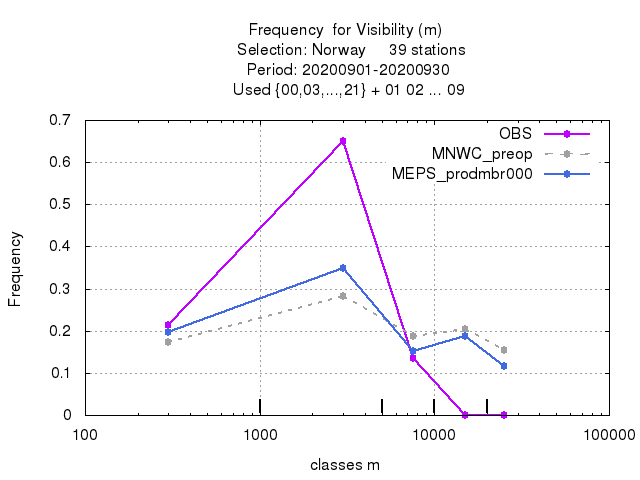 Frequency  for Visibility (m)
Selection: Norway     39 stations
Period: 20200901-20200930
Used {00,03,...,21} + 01 02 ... 09
OBS
MNWC_preop
MEPS_prodmbr000
Frequency
0.7
0.6
0.5
0.4
0.3
0.2
0.1
0
100
1000
10000
100000
classes m